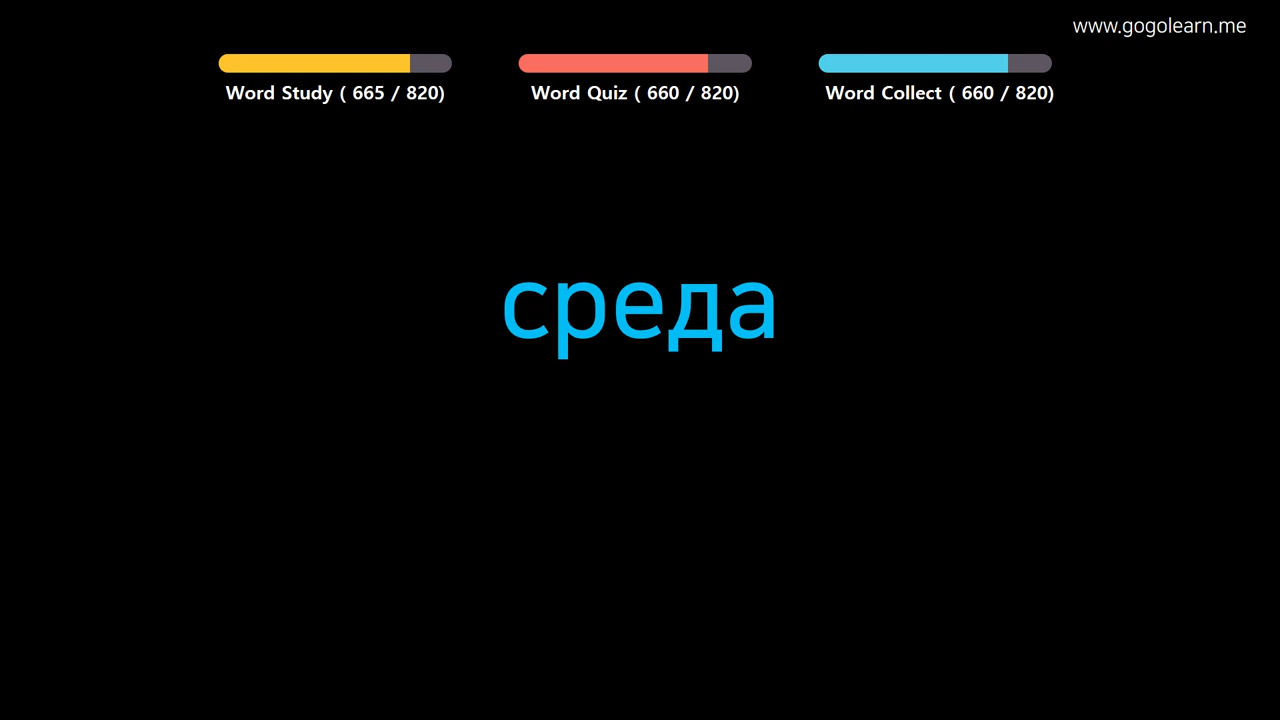 www.gogolearn.me
Word Study ( 665 / 820)
Word Quiz ( 660 / 820)
Word Collect ( 660 / 820)
среда